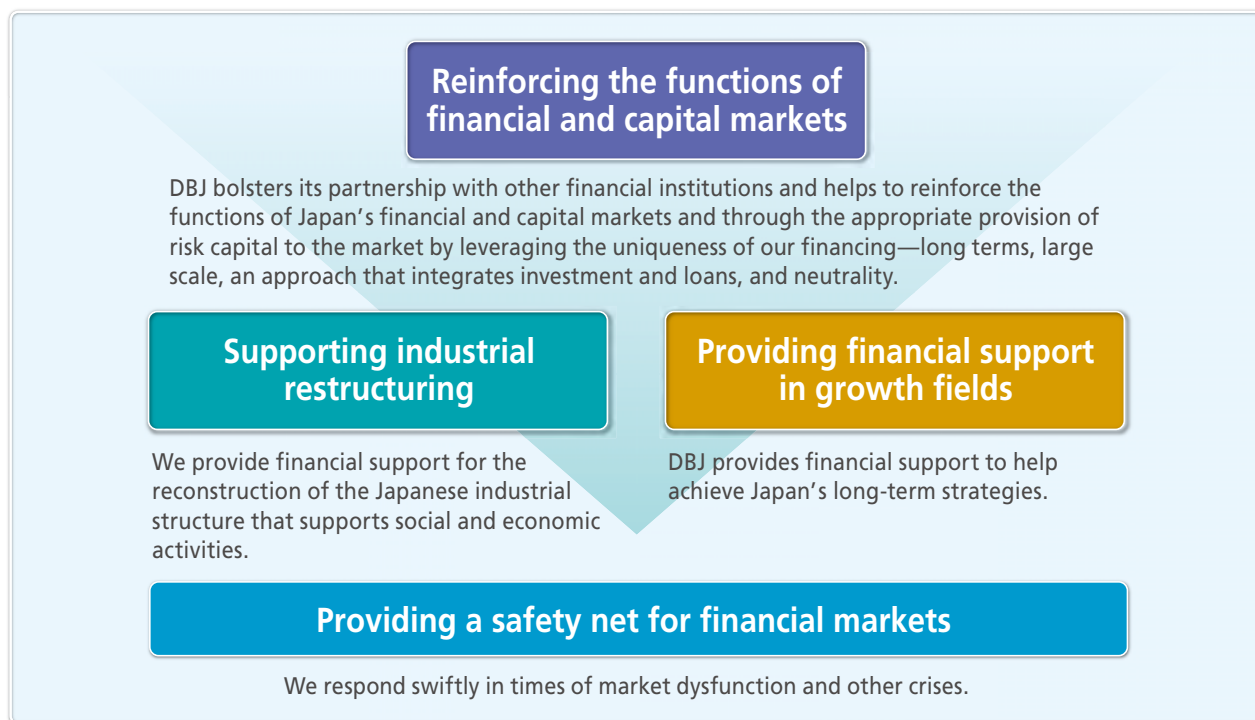 Reinforcing the functions of
financial and capital markets
DBJ bolsters its partnership with other financial institutions and helps to reinforce the
functions of Japan's financial and capital markets and through the appropriate provision of
risk capital to the market by leveraging the uniqueness of our financing—long terms, large
scale, an approach that integrates investment and loans, and neutrality.
Supporting industrial
restructuring
We provide financial support for the
reconstruction of the Japanese industrial
structure that supports social and economic
activities.
Providing financial support
in growth fields
DBJ provides financial support to help
achieve Japan's long-term strategies.
Providing a safety net for financial markets
We respond swiftly in times of market dysfunction and other crises.